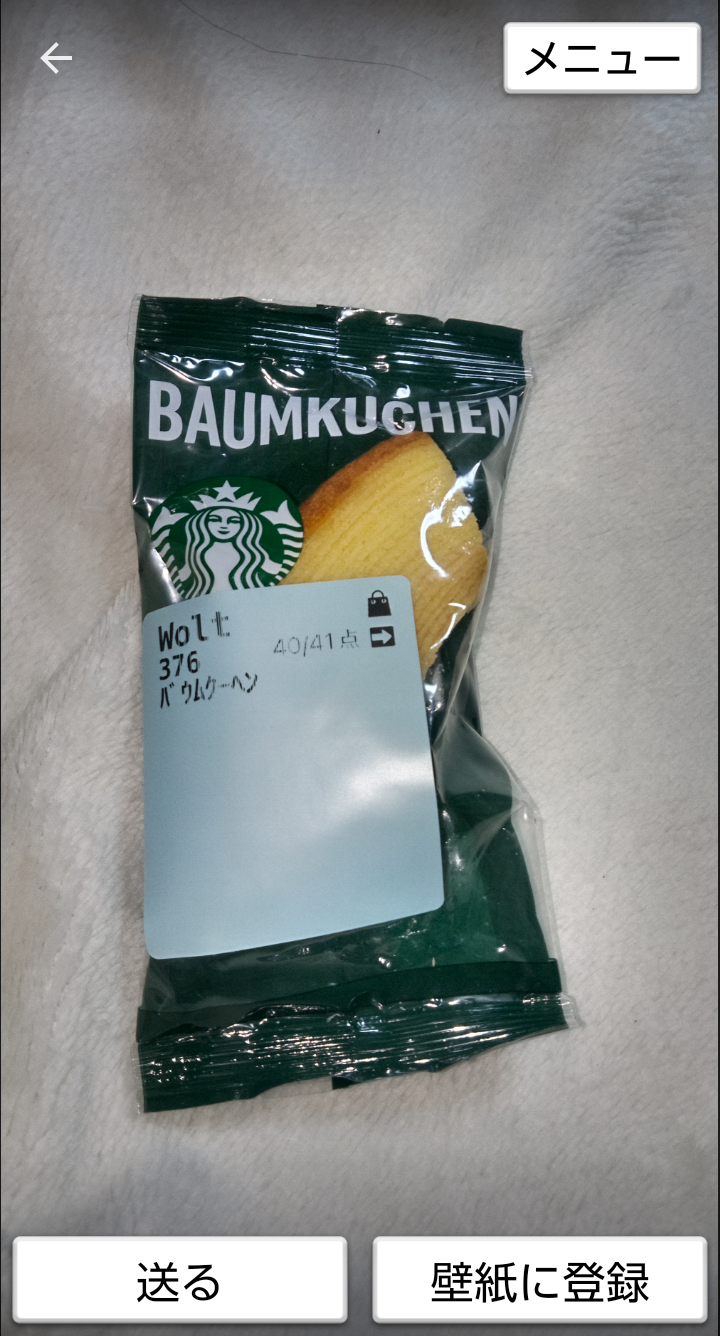 メニュー
BAUMKUCHEN
Wolt
376
40/41点
バウムクーヘン
送る
壁紙に登録